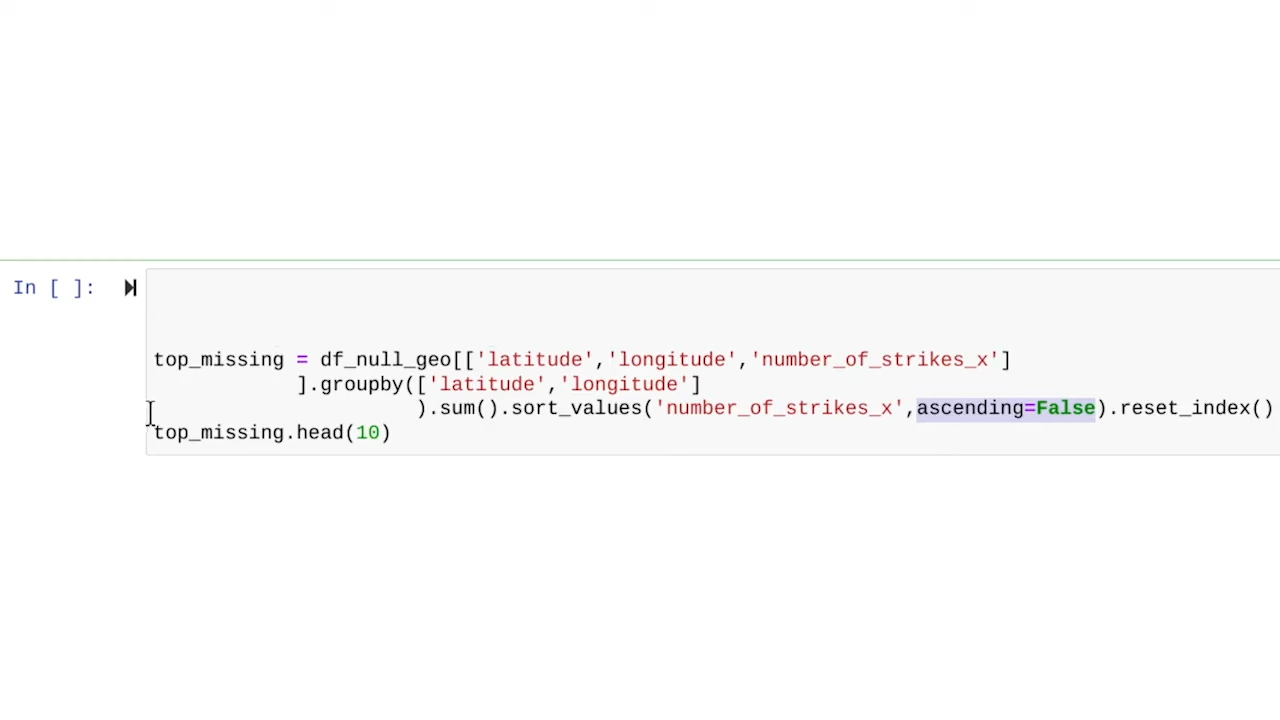 In [ ]:
top_missing = df_null_geo[['latitude','longitude','number_of_strikes_x']
].groupby(['latitude','longitude']
).sum().sort_values('number_of_strikes_x',ascending=False).reset_index()
top_missing.head(10)